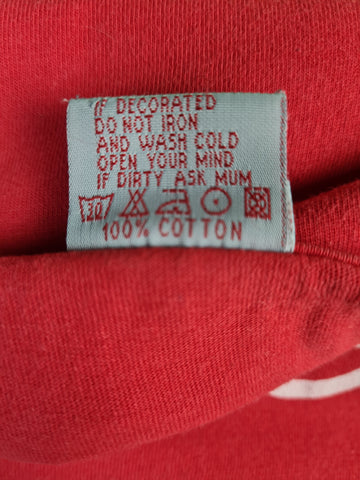 IF DECORATED
DO NOT IRON
AND WASH COLD
OPEN YOUR MIND
IF DIRTY ASK MUM
30
100% COTTON